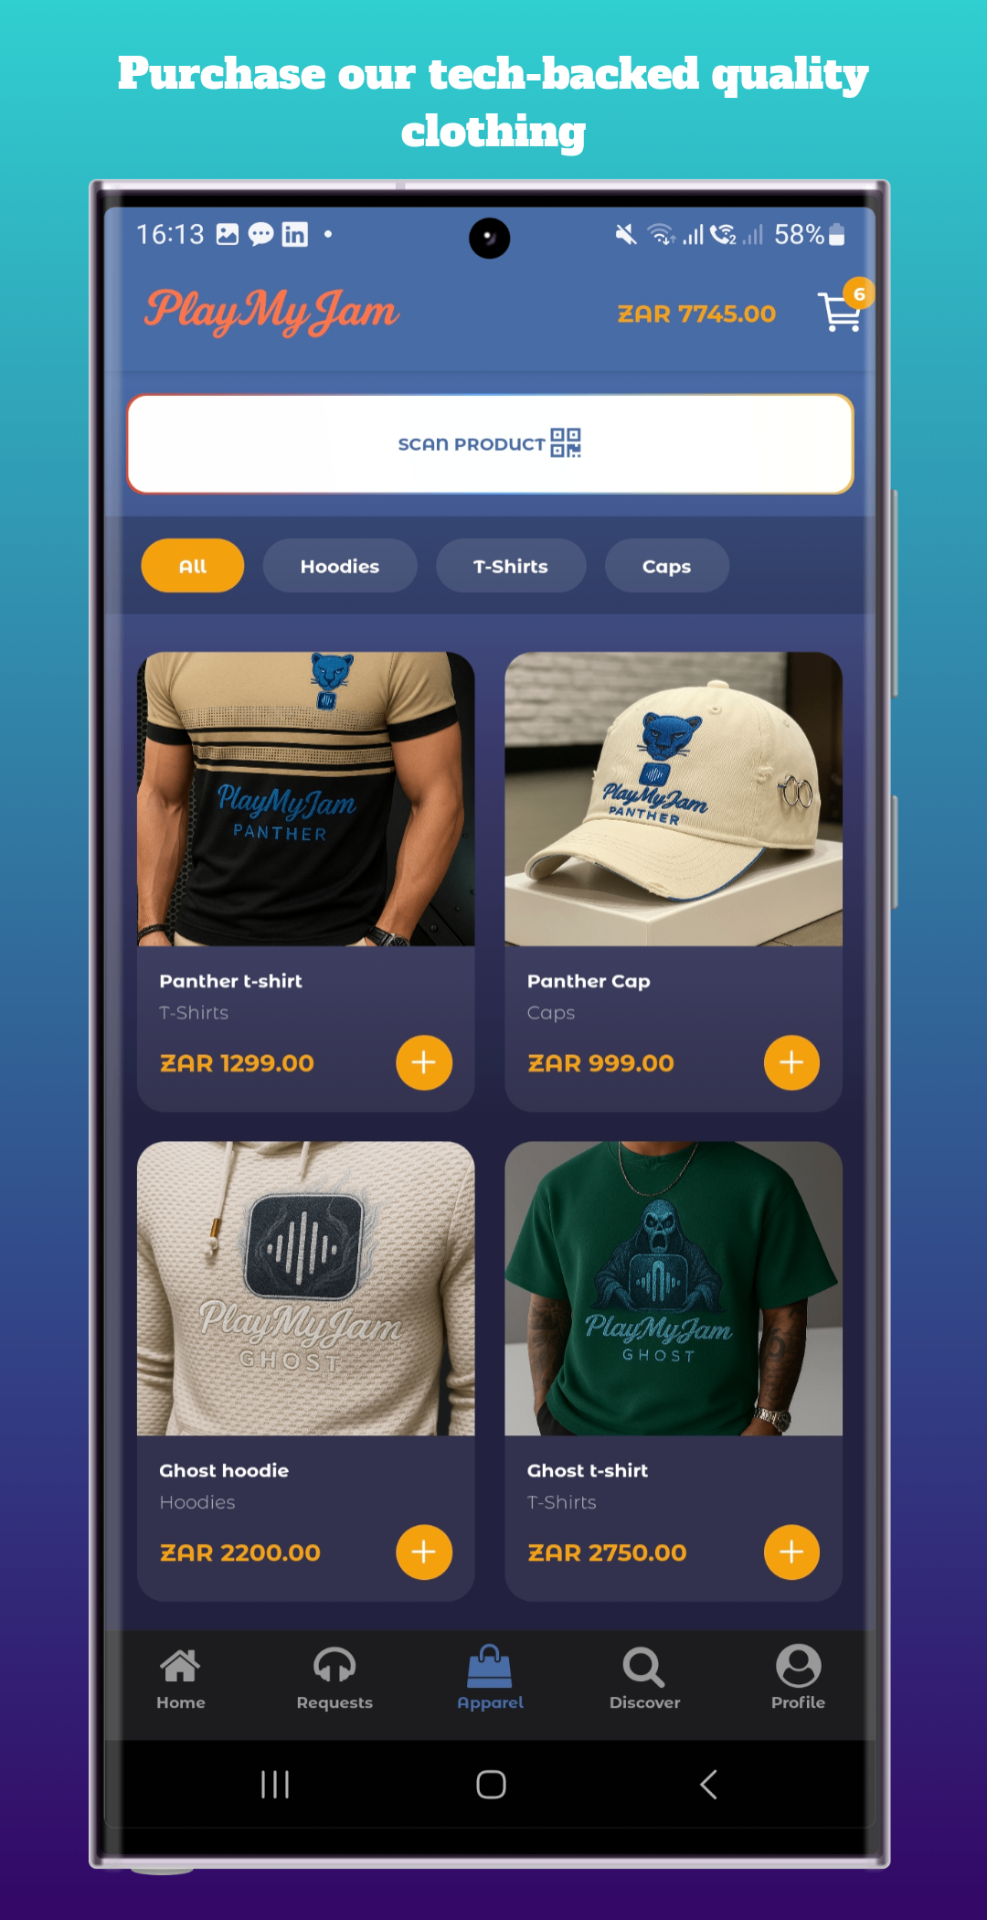 Purchase our tech-backed quality
clothing
16:13
58%
PlayMyJam
ZAR 7745.00
6
SCAN PRODUCT
All
Hoodies
T-Shirts
Caps
PlayMyJam
PANTHER
PlayMyJam
PANTHER
Panther t-shirt
T-Shirts
ZAR 1299.00
Panther Cap
Caps
ZAR 999.00
PlayMyJam
GHOST
PlayMyJam
GHOST
Ghost hoodie
Hoodies
ZAR 2200.00
Ghost t-shirt
T-Shirts
ZAR 2750.00
Home
Requests
Apparel
Discover
Profile